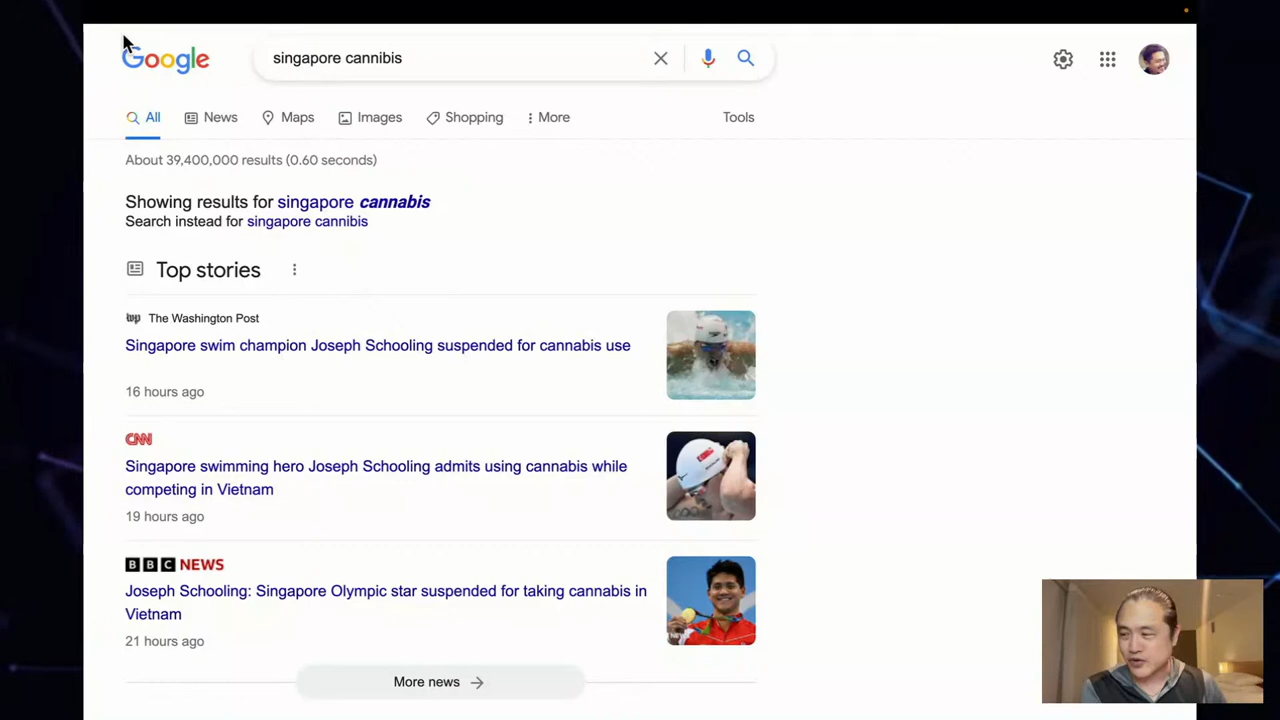 Google
singapore cannibis
All
News
Maps
Images
Shopping
More
Tools
About 39,400,000 results (0.60 seconds)
Showing results for singapore cannabis
Search instead for singapore cannibis
Top stories
wp The Washington Post
Singapore swim champion Joseph Schooling suspended for cannabis use
16 hours ago
CNN
Singapore swimming hero Joseph Schooling admits using cannabis while
competing in Vietnam
19 hours ago
BBC NEWS
Joseph Schooling: Singapore Olympic star suspended for taking cannabis in
Vietnam
21 hours ago
More news